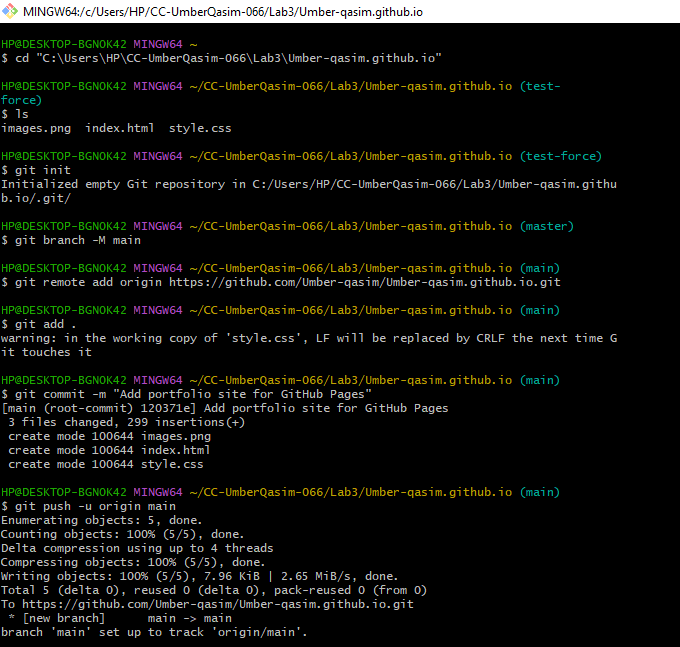 MINGW64:/c/Users/HP/CC-UmberQasim-066/Lab3/Umber-qasim.github.io
HP@DESKTOP-BGNOK42 MINGW64 ~
$ cd "C:\Users\HP\CC-UmberQasim-066\Lab3\Umber-qasim.github.io"
HP@DESKTOP-BGNOK42 MINGW64 ~/CC-UmberQasim-066/Lab3/Umber-qasim.github.io (test-
force)
$ ls
images.png  index.html  style.css
HP@DESKTOP-BGNOK42 MINGW64 ~/CC-UmberQasim-066/Lab3/Umber-qasim.github.io (test-force)
$ git init
Initialized empty Git repository in C:/Users/HP/CC-UmberQasim-066/Lab3/Umber-qasim.githu
b.io/.git/
HP@DESKTOP-BGNOK42 MINGW64 ~/CC-UmberQasim-066/Lab3/Umber-qasim.github.io (master)
$ git branch -M main
HP@DESKTOP-BGNOK42 MINGW64 ~/CC-UmberQasim-066/Lab3/Umber-qasim.github.io (main)
$ git remote add origin https://github.com/Umber-qasim/Umber-qasim.github.io.git
HP@DESKTOP-BGNOK42 MINGW64 ~/CC-UmberQasim-066/Lab3/Umber-qasim.github.io (main)
$ git add .
warning: in the working copy of 'style.css', LF will be replaced by CRLF the next time G
it touches it
HP@DESKTOP-BGNOK42 MINGW64 ~/CC-UmberQasim-066/Lab3/Umber-qasim.github.io (main)
$ git commit -m "Add portfolio site for GitHub Pages"
[main (root-commit) 120371e] Add portfolio site for GitHub Pages
 3 files changed, 299 insertions(+)
 create mode 100644 images.png
 create mode 100644 index.html
 create mode 100644 style.css
HP@DESKTOP-BGNOK42 MINGW64 ~/CC-UmberQasim-066/Lab3/Umber-qasim.github.io (main)
$ git push -u origin main
Enumerating objects: 5, done.
Counting objects: 100% (5/5), done.
Delta compression using up to 4 threads
Compressing objects: 100% (5/5), done.
Writing objects: 100% (5/5), 7.96 KiB | 2.65 MiB/s, done.
Total 5 (delta 0), reused 0 (delta 0), pack-reused 0 (from 0)
To https://github.com/Umber-qasim/Umber-qasim.github.io.git
 * [new branch]      main -> main
branch 'main' set up to track 'origin/main'.